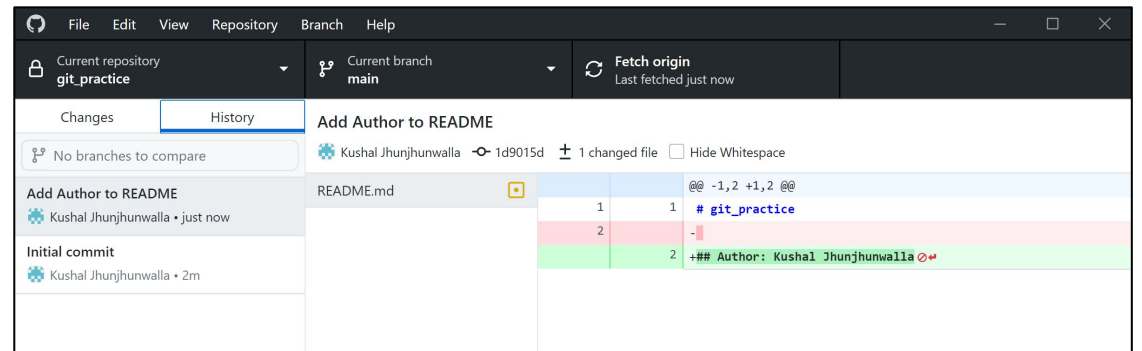 File Edit View Repository Branch Help
Current repository
git_practice
Current branch
main
Fetch origin
Last fetched just now
Changes
History
No branches to compare
Add Author to README
Kushal Jhunjhunwalla • just now
Initial commit
Kushal Jhunjhunwalla • 2m
Add Author to README
Kushal Jhunjhunwalla 1d9015d 1 changed file Hide Whitespace
README.md
@@ -1,2 +1,2 @@
1 1 # git_practice
2 -
2 +## Author: Kushal Jhunjhunwalla